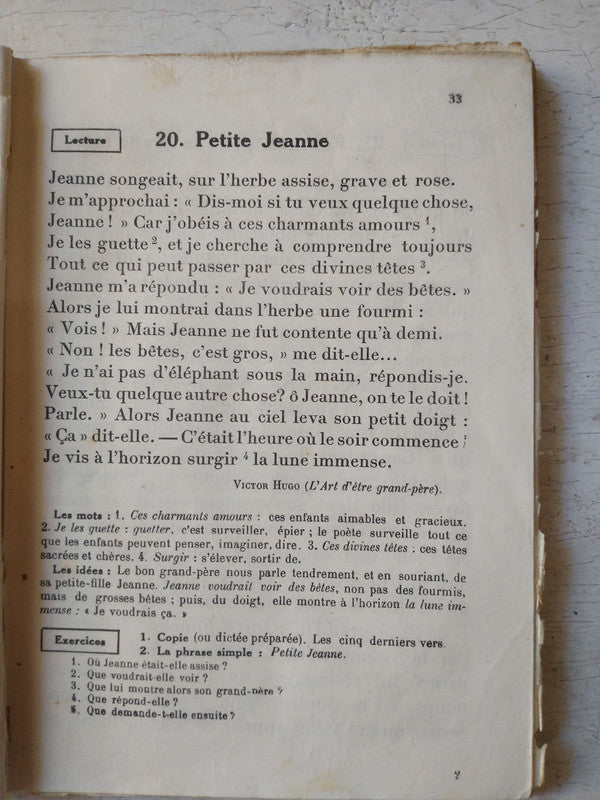 33
Lecture
20. Petite Jeanne
Jeanne songeait, sur l'herbe assise, grave et rose.
Je m'approchai : « Dis-moi si tu veux quelque chose,
Jeanne ! » Car j'obéis à ces charmants amours ¹,
Je les guette ², et je cherche à comprendre toujours
Tout ce qui peut passer par ces divines têtes ³.
Jeanne m'a répondu : « Je voudrais voir des bêtes. »
Alors je lui montrai dans l'herbe une fourmi :
« Vois ! » Mais Jeanne ne fut contente qu'à demi.
« Non ! les bêtes, c'est gros, » me dit-elle...
« Je n'ai pas d'éléphant sous la main, répondis-je.
Veux-tu quelque autre chose? ô Jeanne, on te le doit !
Parle. » Alors Jeanne au ciel leva son petit doigt :
« Ça » dit-elle. — C'était l'heure où le soir commence !
Je vis à l'horizon surgir ⁴ la lune immense.
Victor Hugo (L'Art d'être grand-père).
Les mots : 1. Ces charmants amours : ces enfants aimables et gracieux.
2. Je les guette : guetter, c'est surveiller, épier ; le poète surveille tout ce
que les enfants peuvent penser, imaginer, dire. 3. Ces divines têtes : ces têtes
sacrées et chères. 4. Surgir : s'élever, sortir de.
Les idées : Le bon grand-père nous parle tendrement, et en souriant, de
sa petite-fille Jeanne. Jeanne voudrait voir des bêtes, non pas des fourmis,
mais de grosses bêtes ; puis, du doigt, elle montre à l'horizon la lune im-
mense : « Je voudrais ça. »
Exercices
1. Copie (ou dictée préparée). Les cinq derniers vers.
2. La phrase simple : Petite Jeanne.
1. Où Jeanne était-elle assise ?
2. Que voudrait-elle voir ?
3. Que lui montre alors son grand-père ?
4. Que répond-elle ?
5. Que demande-t-elle ensuite ?